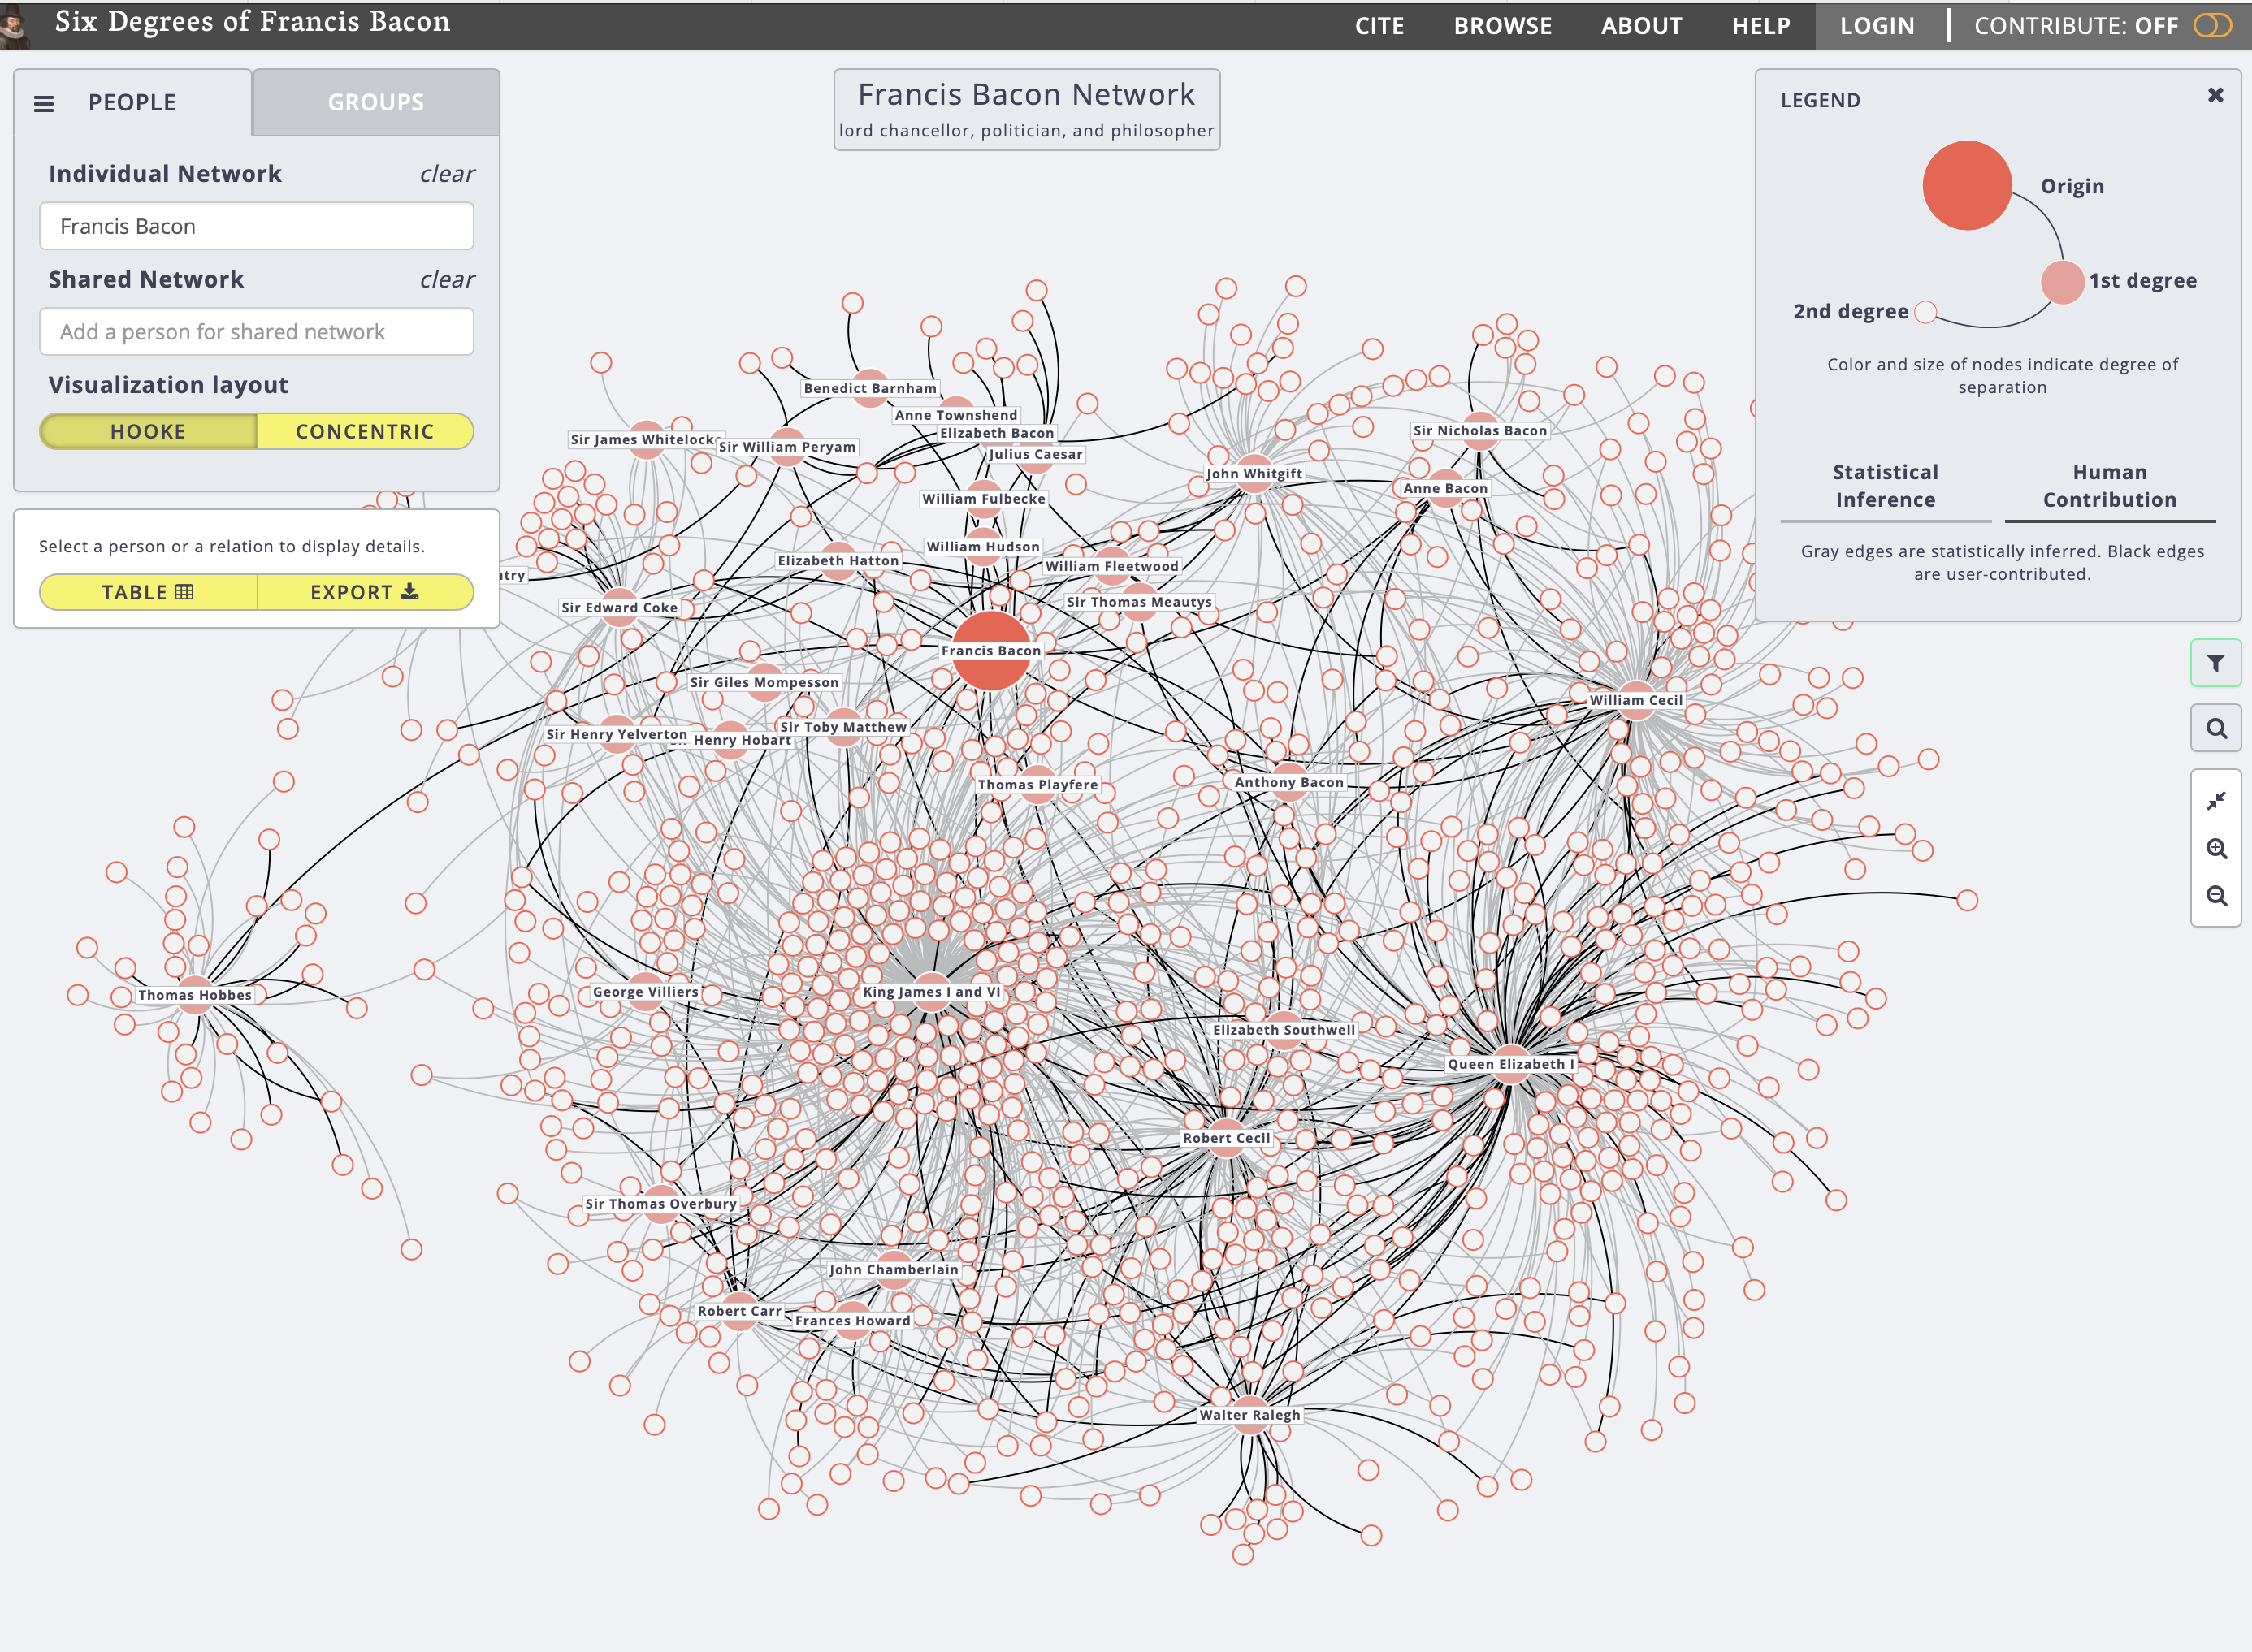 Six Degrees of Francis Bacon
CITE
BROWSE
ABOUT
HELP
LOGIN
CONTRIBUTE: OFF
PEOPLE
GROUPS
Individual Network
clear
Francis Bacon
Shared Network
clear
Add a person for shared network
Visualization layout
HOOKE
CONCENTRIC
Select a person or a relation to display details.
TABLE
EXPORT
Francis Bacon Network
lord chancellor, politician, and philosopher
LEGEND
Origin
1st degree
2nd degree
Color and size of nodes indicate degree of
separation
Statistical
Inference
Human
Contribution
Gray edges are statistically inferred. Black edges
are user-contributed.
Benedict Barnham
Anne Townshend
Elizabeth Bacon
Sir James Whitelock
Sir William Peryam
Julius Caesar
Sir Nicholas Bacon
John Whitgift
Anne Bacon
William Fulbecke
William Hudson
Elizabeth Hatton
William Fleetwood
Sir Edward Coke
Sir Thomas Meautys
Francis Bacon
Sir Giles Mompesson
William Cecil
Sir Toby Matthew
Sir Henry Yelverton
Henry Hobart
Thomas Playfere
Anthony Bacon
Thomas Hobbes
George Villiers
King James I and VI
Elizabeth Southwell
Queen Elizabeth I
Robert Cecil
Sir Thomas Overbury
John Chamberlain
Robert Carr
Frances Howard
Walter Ralegh